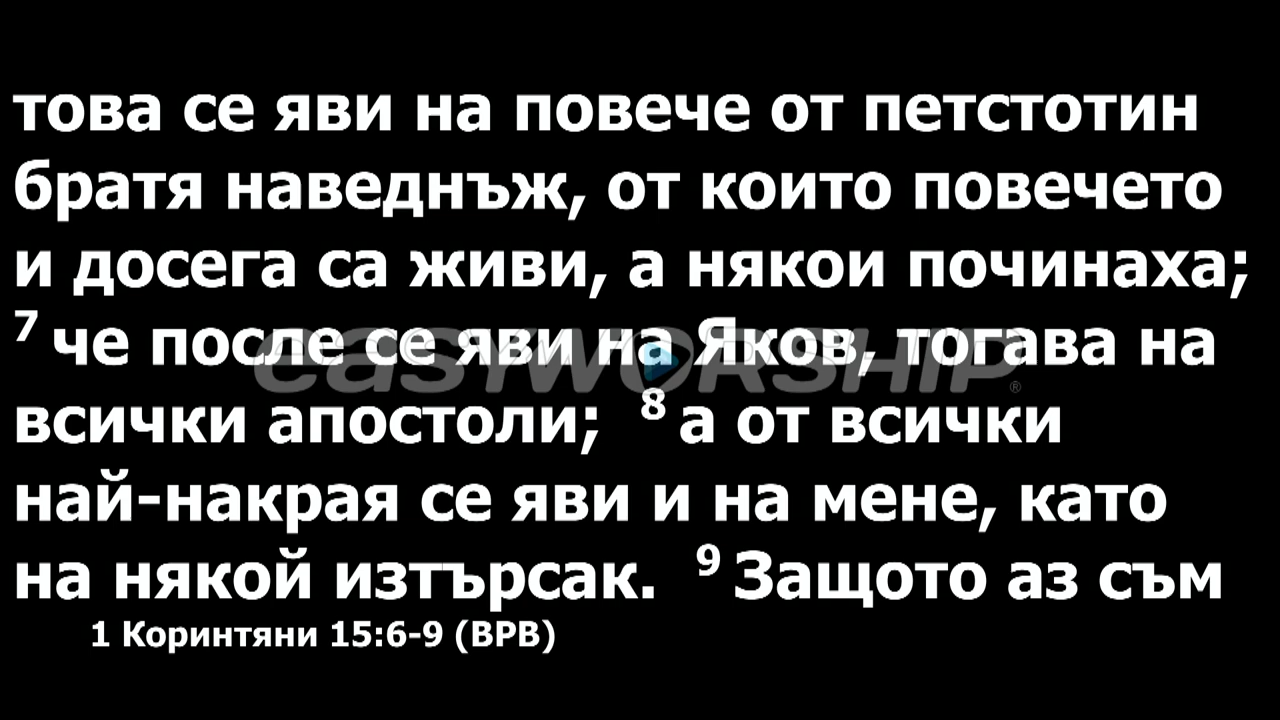 това се яви на повече от петстотин
братя наведнъж, от които повечето
и досега са живи, а някои починаха;
7 че после се яви на Яков, тогава на
easyworship®
всички апостоли; 8 а от всички
най-накрая се яви и на мене, като
на някой изтърсак. 9 Защото аз съм
1 Коринтяни 15:6-9 (ВРВ)